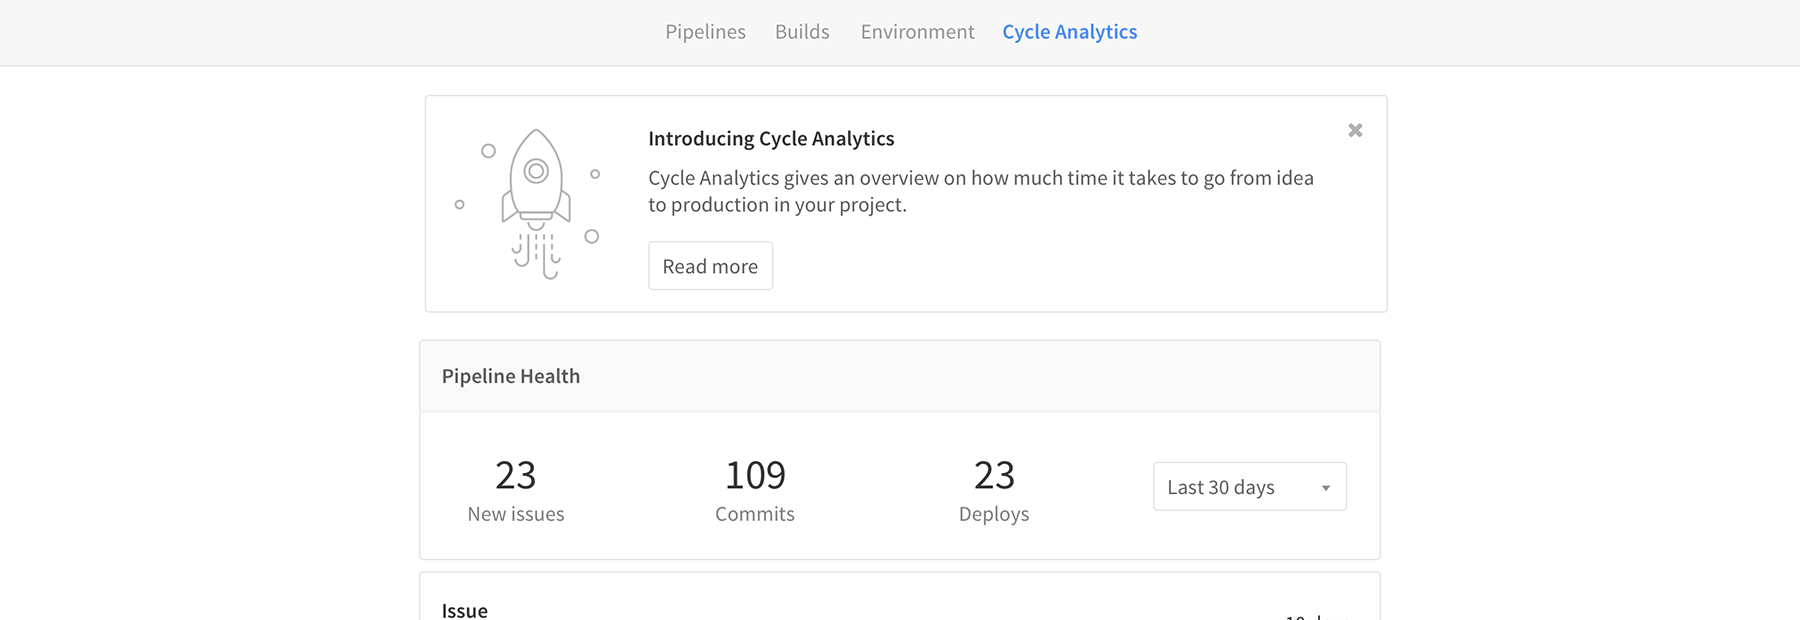 Pipelines Builds Environment Cycle Analytics
Introducing Cycle Analytics
Cycle Analytics gives an overview on how much time it takes to go from idea
to production in your project.
Read more
Pipeline Health
23 109 23
New issues Commits Deploys
Last 30 days
Issue